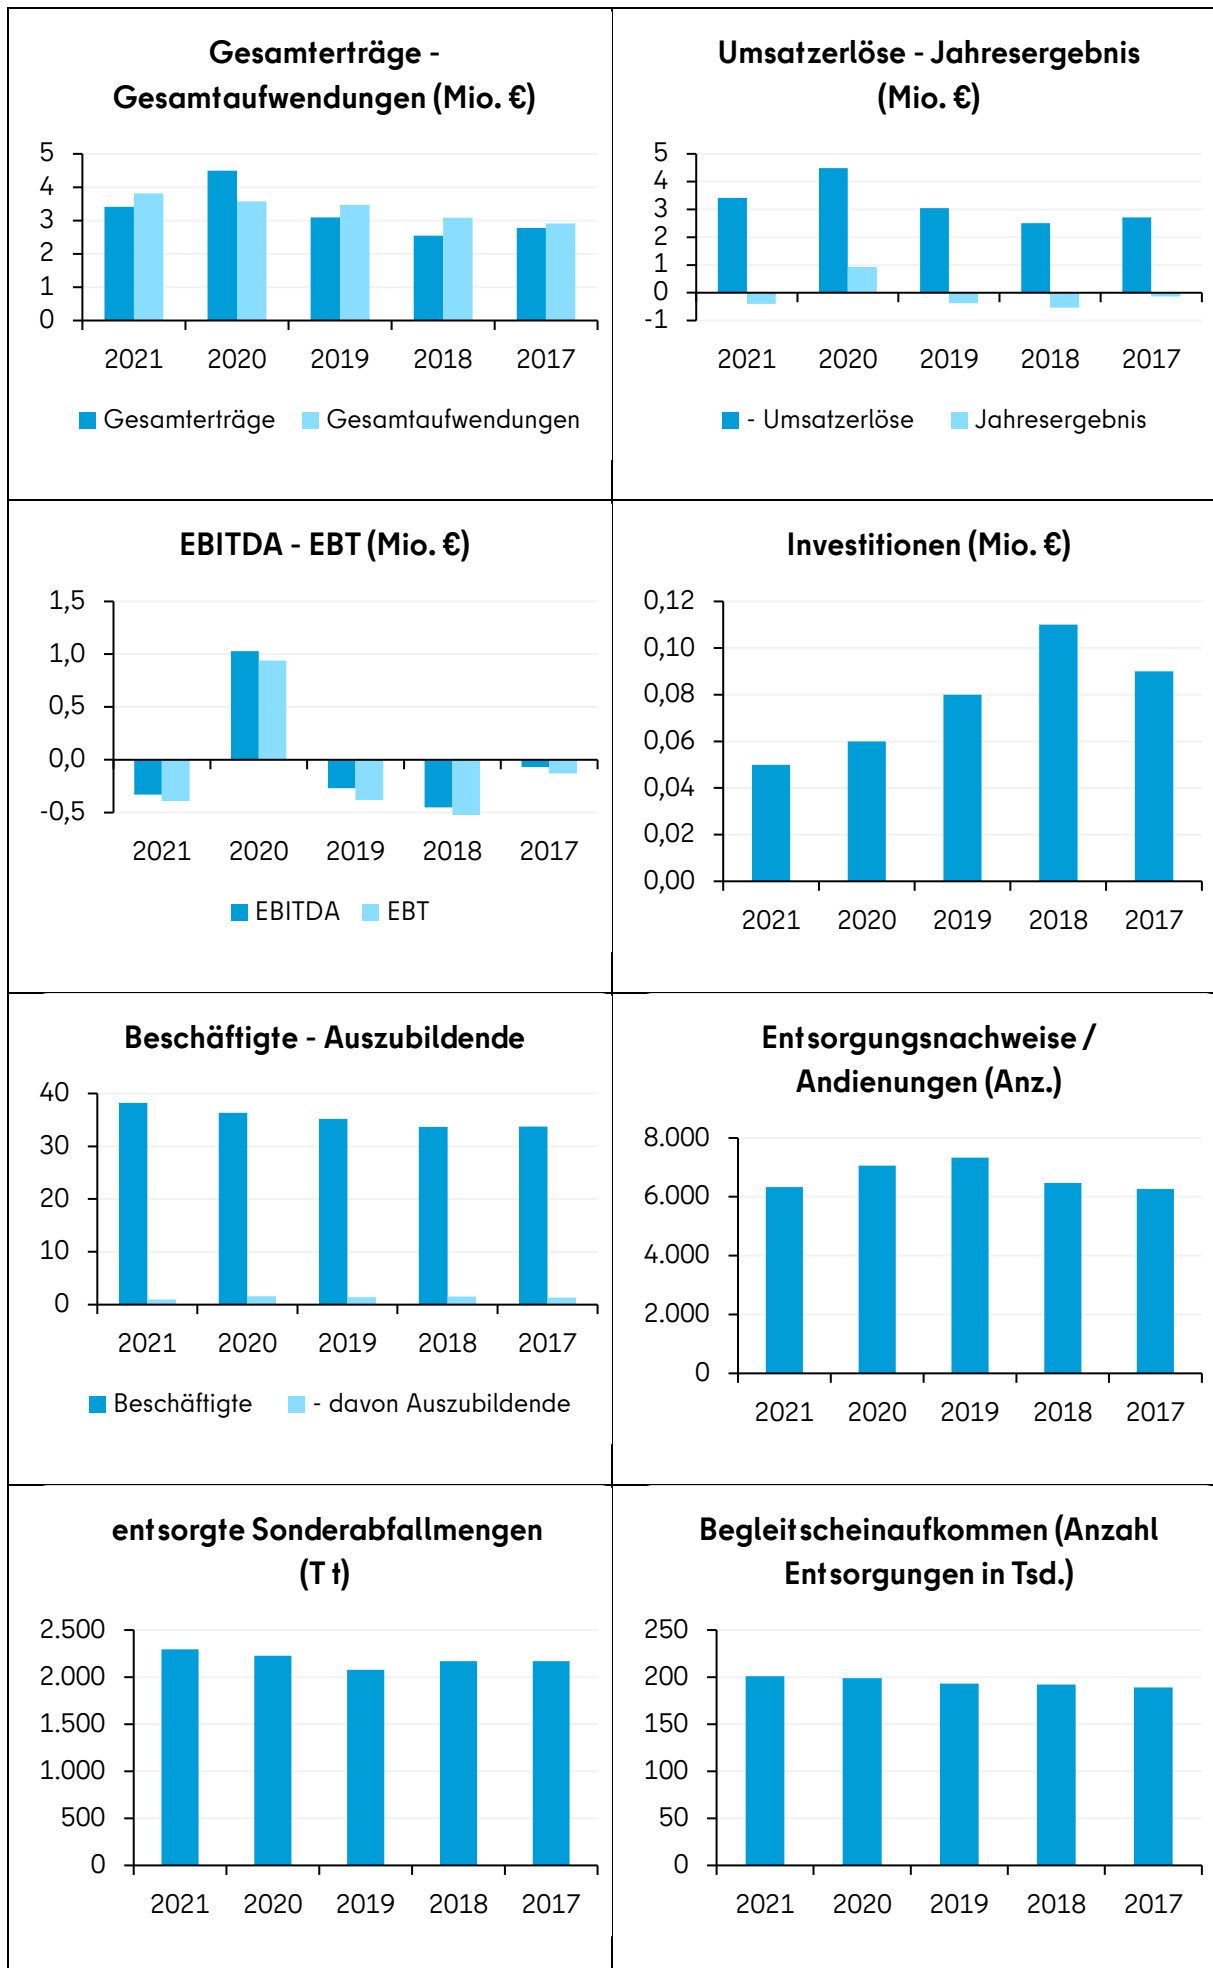 Gesamterträge -
Gesamtaufwendungen (Mio. €)
5
4
3
2
1
0
2021 2020 2019 2018 2017
Gesamterträge Gesamtaufwendungen
Umsatzerlöse - Jahresergebnis
(Mio. €)
5
4
3
2
1
0
-1
2021 2020 2019 2018 2017
- Umsatzerlöse Jahresergebnis
EBITDA - EBT (Mio. €)
1,5
1,0
0,5
0,0
-0,5
2021 2020 2019 2018 2017
EBITDA EBT
Investitionen (Mio. €)
0,12
0,10
0,08
0,06
0,04
0,02
0,00
2021 2020 2019 2018 2017
Beschäftigte - Auszubildende
40
30
20
10
0
2021 2020 2019 2018 2017
Beschäftigte - davon Auszubildende
Entsorgungsnachweise /
Andienungen (Anz.)
8.000
6.000
4.000
2.000
0
2021 2020 2019 2018 2017
entsorgte Sonderabfallmengen
(T t)
2.500
2.000
1.500
1.000
500
0
2021 2020 2019 2018 2017
Begleitscheinaufkommen (Anzahl
Entsorgungen in Tsd.)
250
200
150
100
50
0
2021 2020 2019 2018 2017